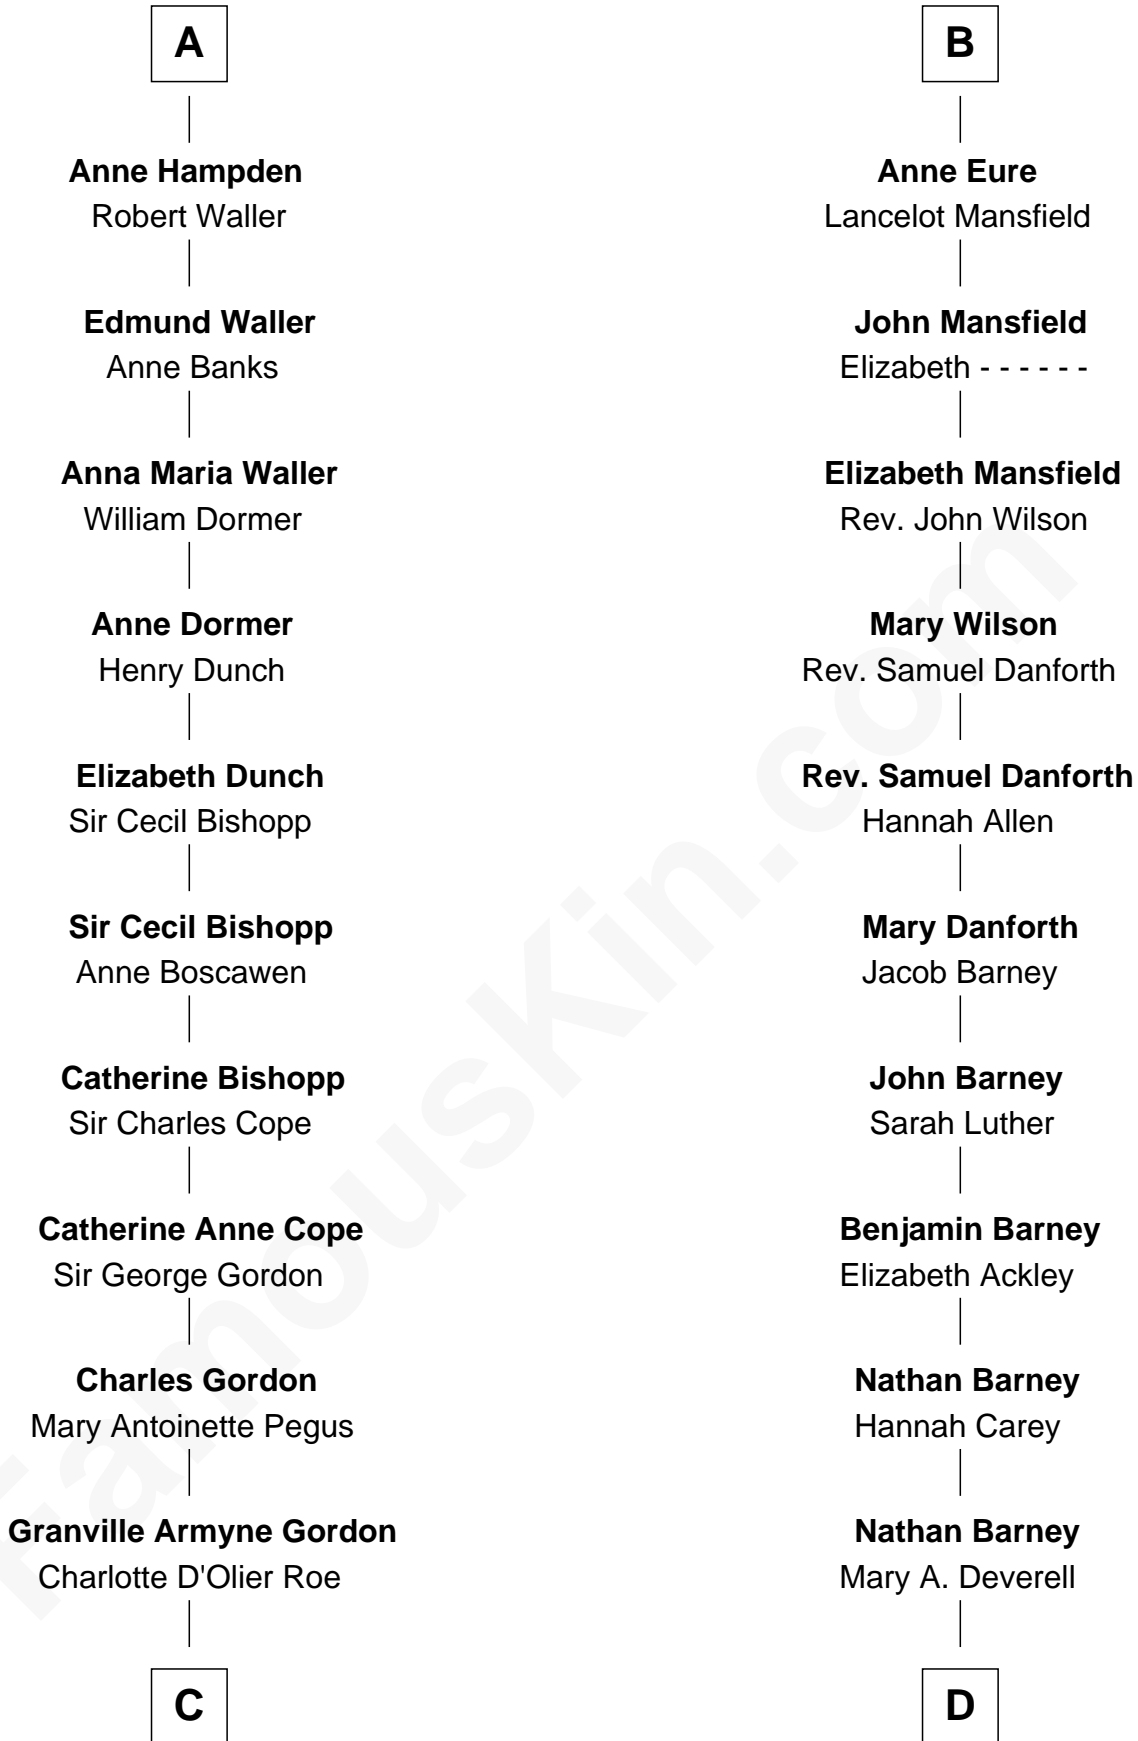 A
Anne Hampden
Robert Waller
Edmund Waller
Anne Banks
Anna Maria Waller
William Dormer
Anne Dormer
Henry Dunch
Elizabeth Dunch
Sir Cecil Bishopp
Sir Cecil Bishopp
Anne Boscawen
Catherine Bishopp
Sir Charles Cope
Catherine Anne Cope
Sir George Gordon
Charles Gordon
Mary Antoinette Pegus
Granville Armyne Gordon
Charlotte D'Olier Roe
C
B
Anne Eure
Lancelot Mansfield
John Mansfield
Elizabeth - - - - - -
Elizabeth Mansfield
Rev. John Wilson
Mary Wilson
Rev. Samuel Danforth
Rev. Samuel Danforth
Hannah Allen
Mary Danforth
Jacob Barney
John Barney
Sarah Luther
Benjamin Barney
Elizabeth Ackley
Nathan Barney
Hannah Carey
Nathan Barney
Mary A. Deverell
D
FamousKin.com